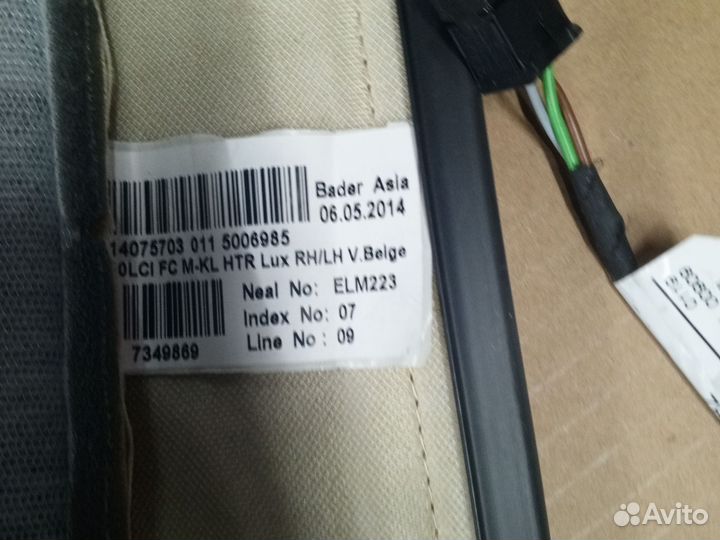 Bader Asia
06.05.2014
14075703 011 5006985
0LCI FC M-KL HTR Lux RH/LH V.Beige
Neal No: ELM223
Index No: 07
7349869
Line No : 09
Avito